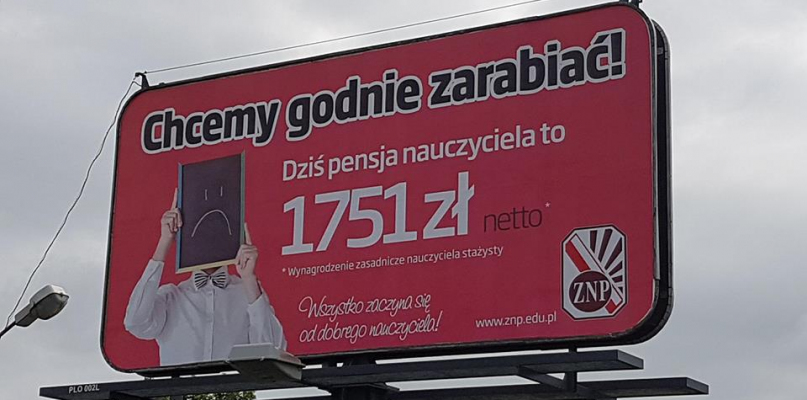 Chcemy godnie zarabiać!
Dziś pensja nauczyciela to
1751 zł netto*
* Wynagrodzenie zasadnicze nauczyciela stażysty
Wszystko zaczyna się
od dobrego nauczyciela!
www.znp.edu.pl
ZNP
PLO 002L